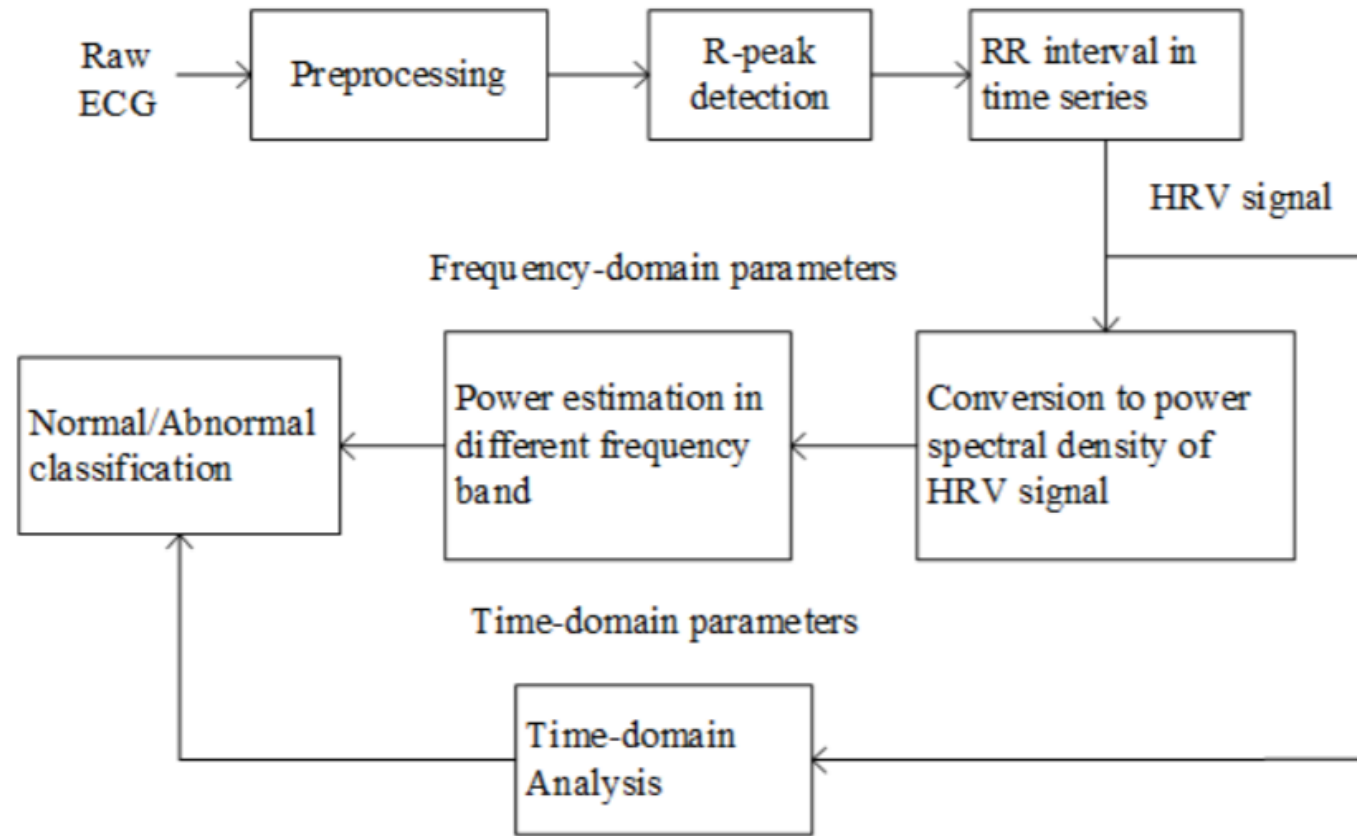 Raw
ECG
Preprocessing
R-peak
detection
RR interval in
time series
HRV signal
Frequency-domain parameters
Conversion to power
spectral density of
HRV signal
Power estimation in
different frequency
band
Normal/Abnormal
classification
Time-domain parameters
Time-domain
Analysis